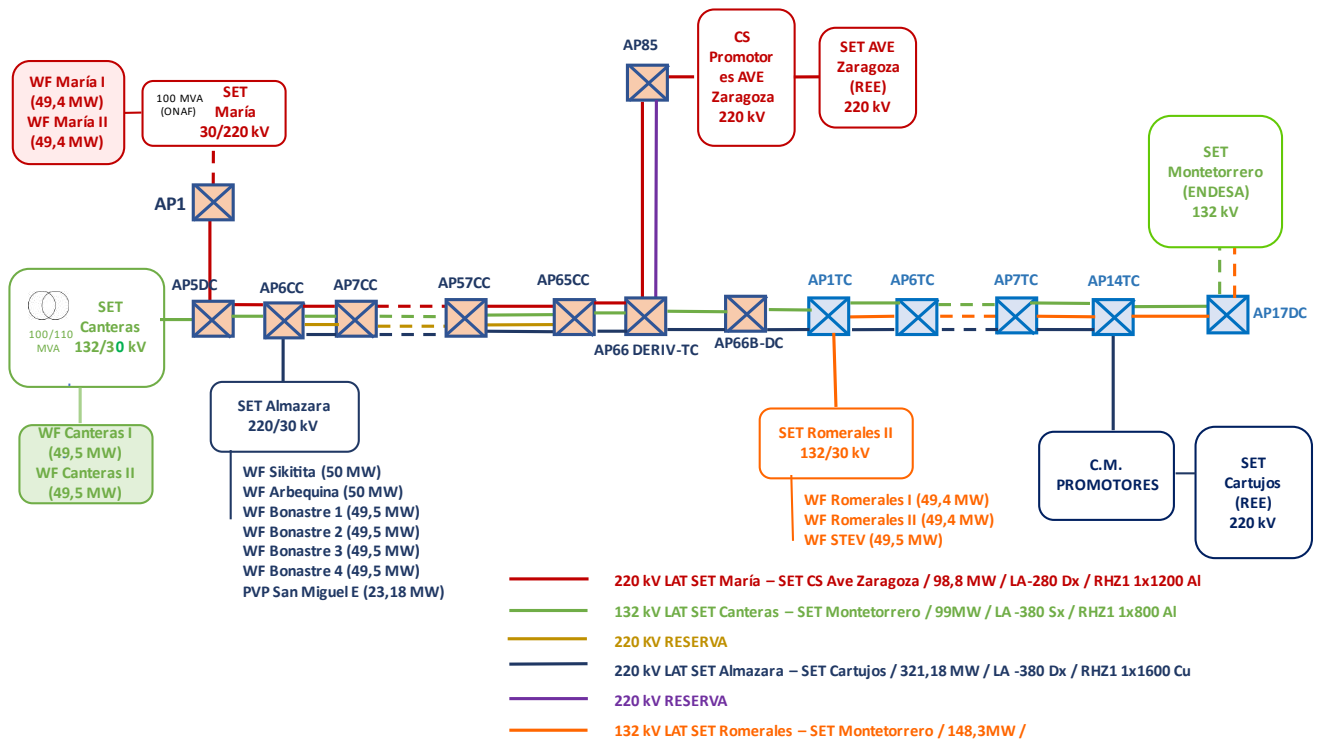 AP85
CS
Promotor
es AVE
Zaragoza
220 kV
SET AVE
Zaragoza
(REE)
220 kV
WF María I
(49,4 MW)
WF María II
(49,4 MW)
100 MVA
(ONAF)
SET
María
30/220 kV
AP1
SET
Montetorrero
(ENDESA)
132 kV
AP5DC
AP6CC
AP7CC
AP57CC
AP65CC
AP66 DERIV-TC
AP66B-DC
AP1TC
AP6TC
AP7TC
AP14TC
AP17DC
100/110
MVA
SET
Canteras
132/30 kV
WF Canteras I
(49,5 MW)
WF Canteras II
(49,5 MW)
SET Almazara
220/30 kV
WF Sikitita (50 MW)
WF Arbequina (50 MW)
WF Bonastre 1 (49,5 MW)
WF Bonastre 2 (49,5 MW)
WF Bonastre 3 (49,5 MW)
WF Bonastre 4 (49,5 MW)
PVP San Miguel E (23,18 MW)
SET Romerales II
132/30 kV
WF Romerales I (49,4 MW)
WF Romerales II (49,4 MW)
WF STEV (49,5 MW)
C.M.
PROMOTORES
SET
Cartujos
(REE)
220 kV
220 kV LAT SET María – SET CS Ave Zaragoza / 98,8 MW / LA-280 Dx / RHZ1 1x1200 Al
132 kV LAT SET Canteras – SET Montetorrero / 99MW / LA -380 Sx / RHZ1 1x800 Al
220 KV RESERVA
220 kV LAT SET Almazara – SET Cartujos / 321,18 MW / LA -380 Dx / RHZ1 1x1600 Cu
220 kV RESERVA
132 kV LAT SET Romerales – SET Montetorrero / 148,3MW /